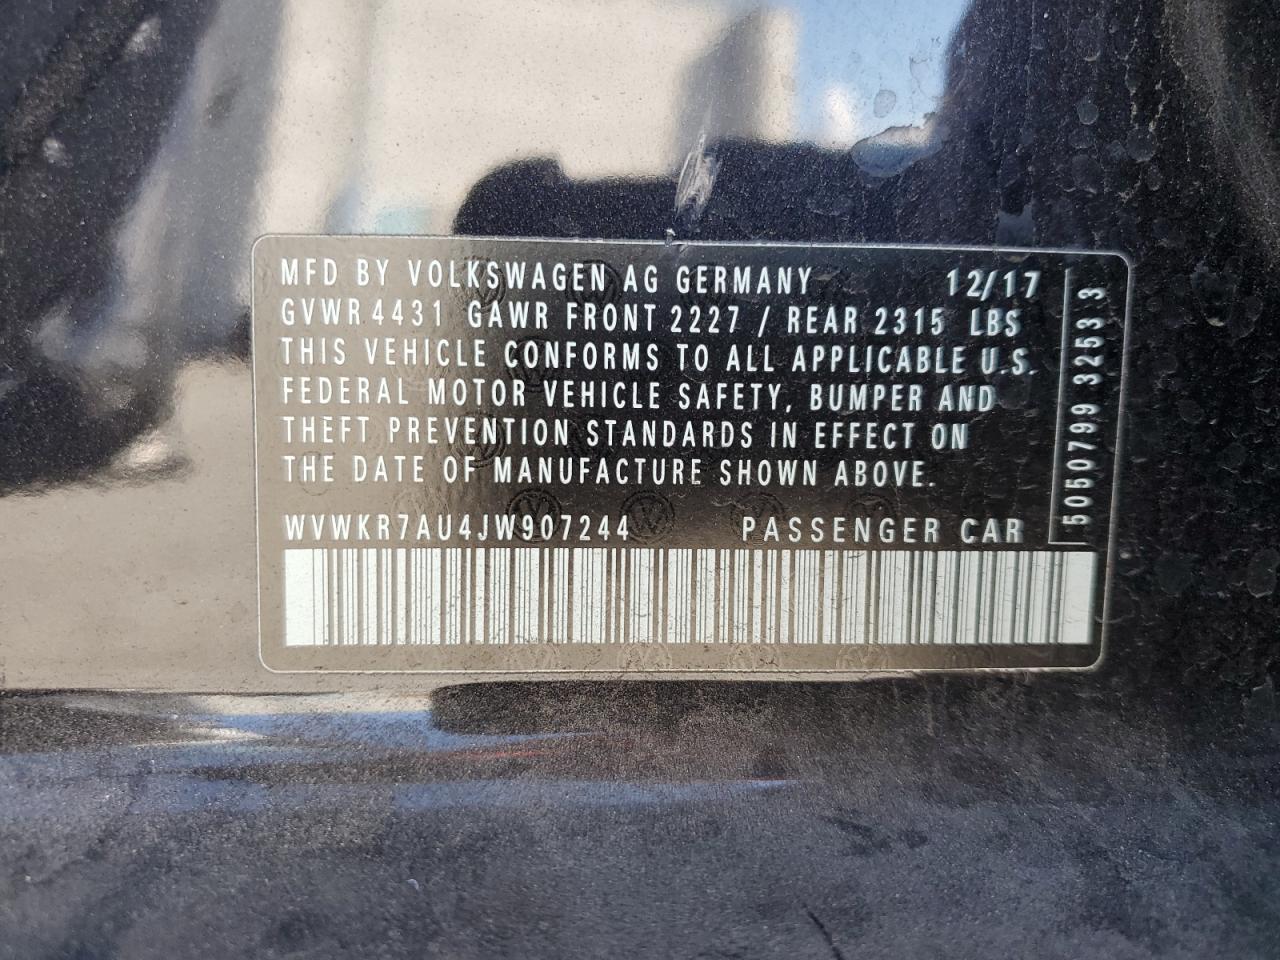 MFD BY VOLKSWAGEN AG GERMANY 12/17
GVWR 4431 GAWR FRONT 2227 / REAR 2315 LBS
THIS VEHICLE CONFORMS TO ALL APPLICABLE U.S.
FEDERAL MOTOR VEHICLE SAFETY, BUMPER AND
THEFT PREVENTION STANDARDS IN EFFECT ON
THE DATE OF MANUFACTURE SHOWN ABOVE.
WVWKR7AU4JW907244 PASSENGER CAR
5050799 32533